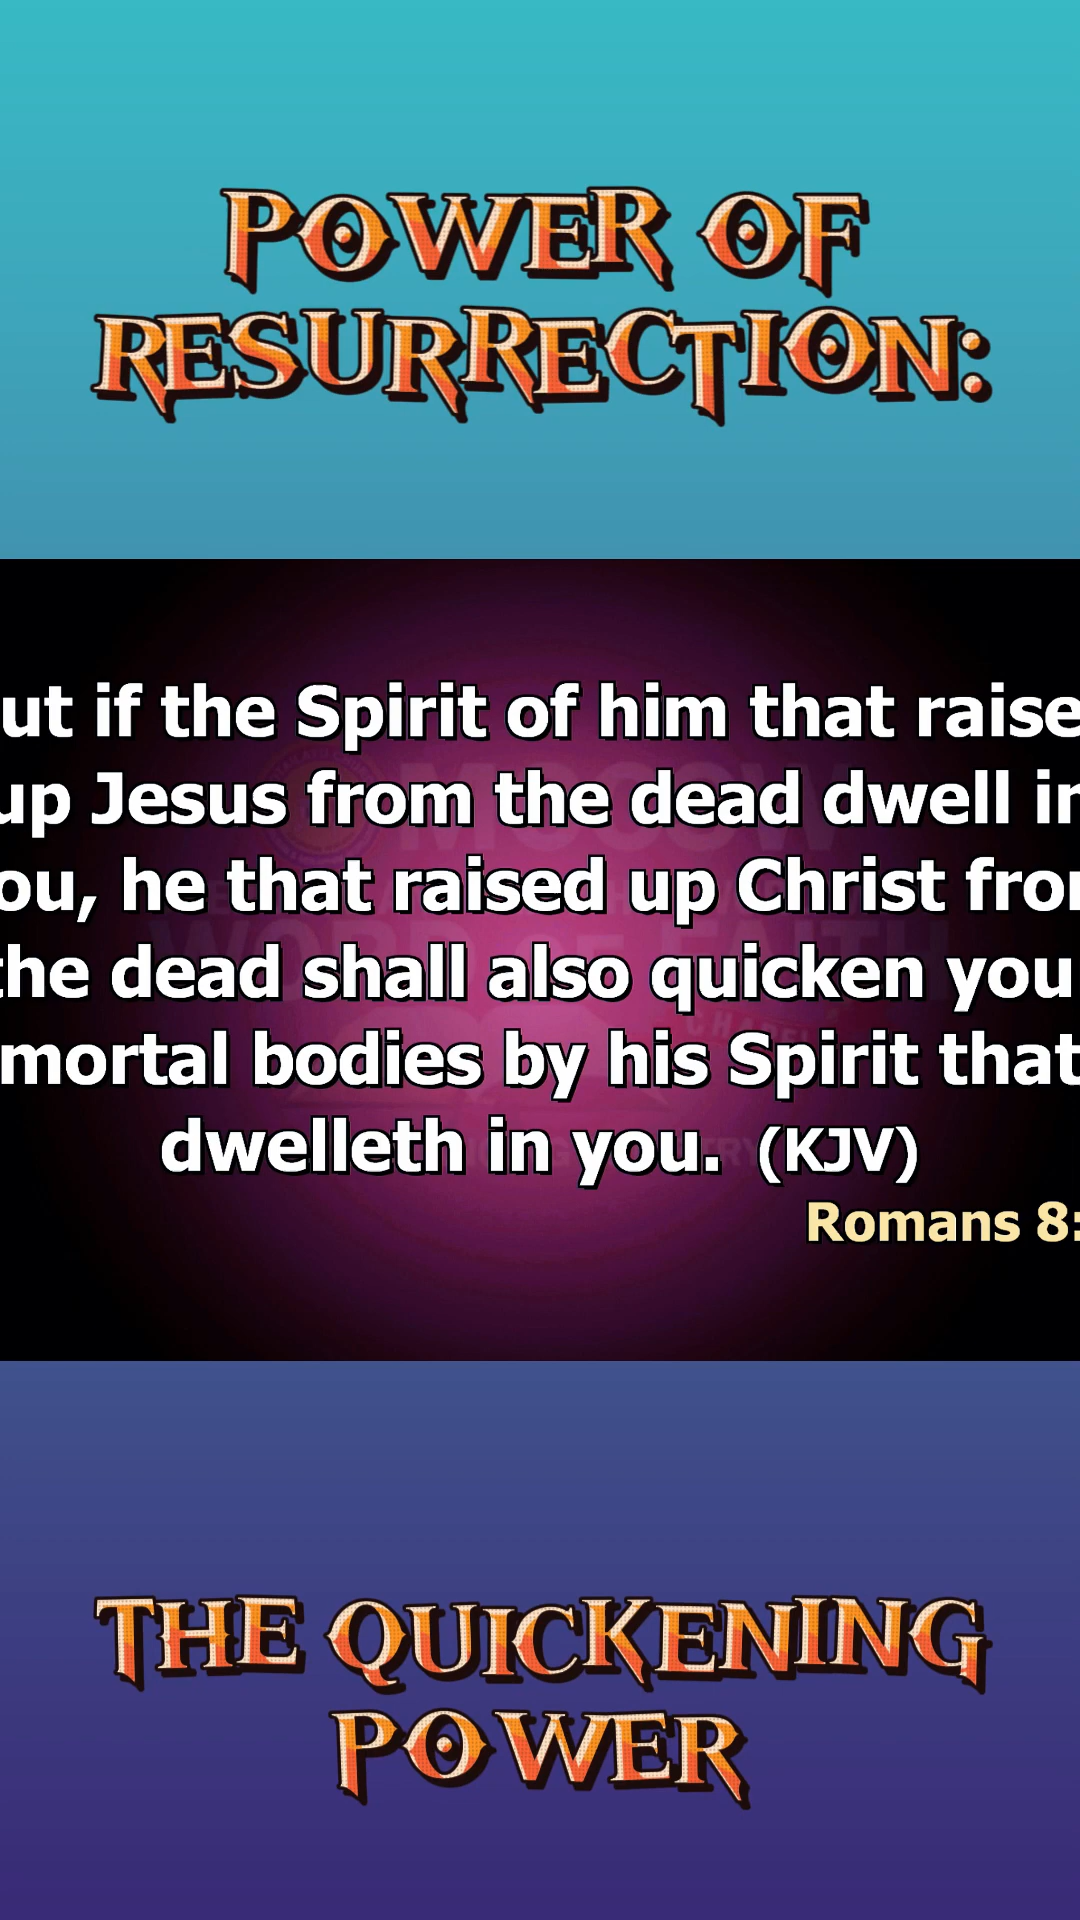 POWER OF
RESURRECTION:
ut if the Spirit of him that raise
up Jesus from the dead dwell in
ou, he that raised up Christ from
the dead shall also quicken you
mortal bodies by his Spirit that
dwelleth in you. (KJV)
Romans 8:
THE QUICKENING
POWER